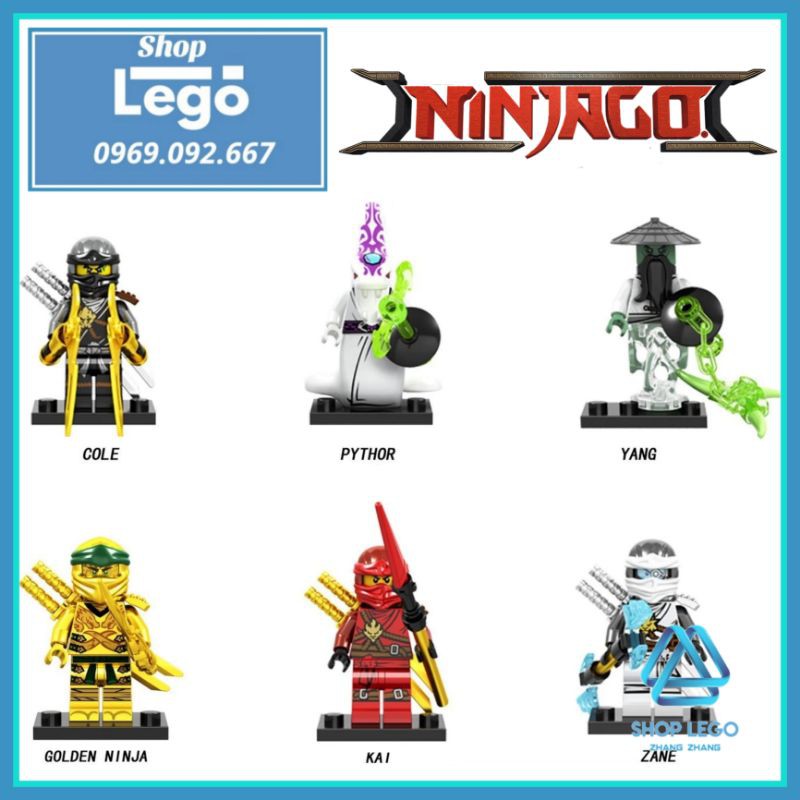 Shop
Lego
0969.092.667
NINJAGO.
COLE
PYTHOR
YANG
GOLDEN NINJA
KAI
ZANE
SHOP LEGO
ZHANG ZHANG